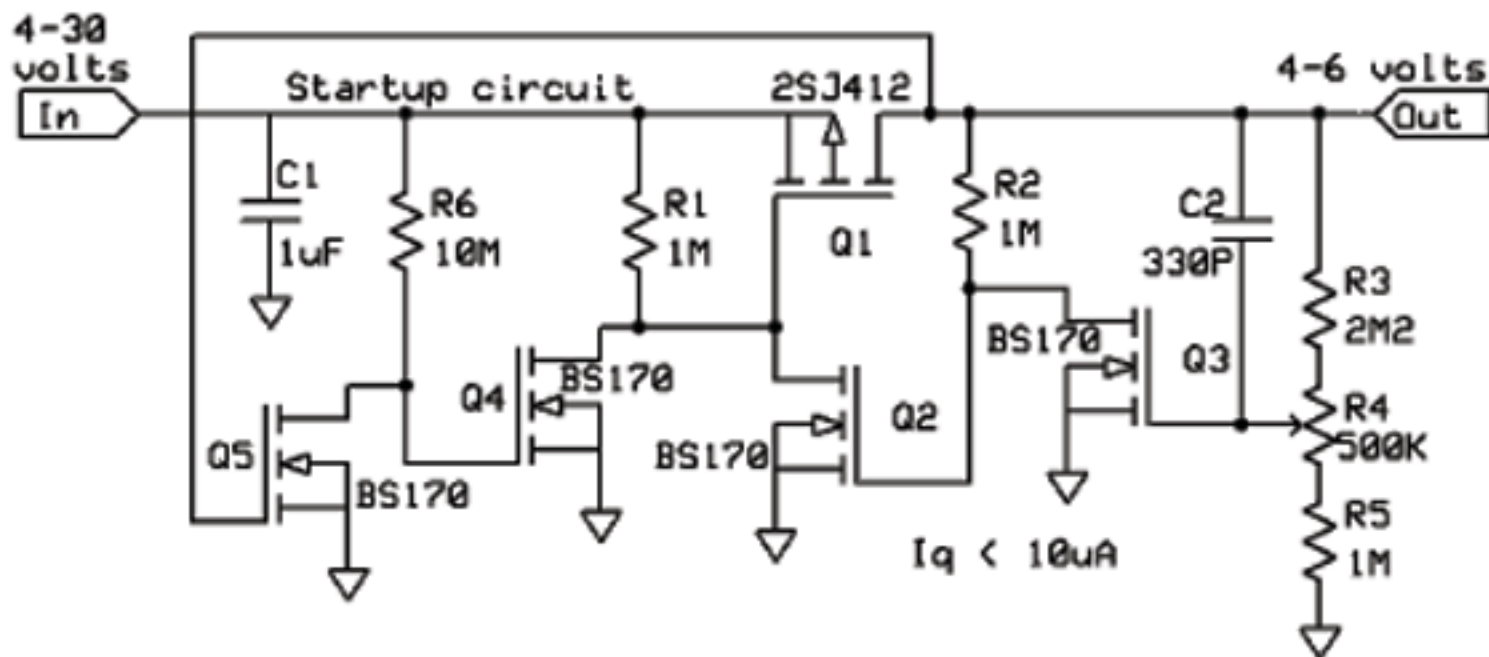 4-30
volts
In
Startup circuit
2SJ412
4-6 volts
Out
C1
1uF
R6
10M
R1
1M
Q1
R2
1M
C2
330P
R3
2M2
Q5
BS170
Q4
BS170
Q2
BS170
BS170
Q3
R4
500K
R5
1M
Iq < 10uA